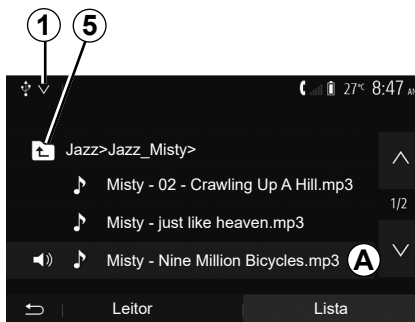 1 5
27°C 8:47 AM
Jazz>Jazz_Misty>
Misty - 02 - Crawling Up A Hill.mp3
1/2
Misty - just like heaven.mp3
Misty - Nine Million Bicycles.mp3 A
Leitor Lista